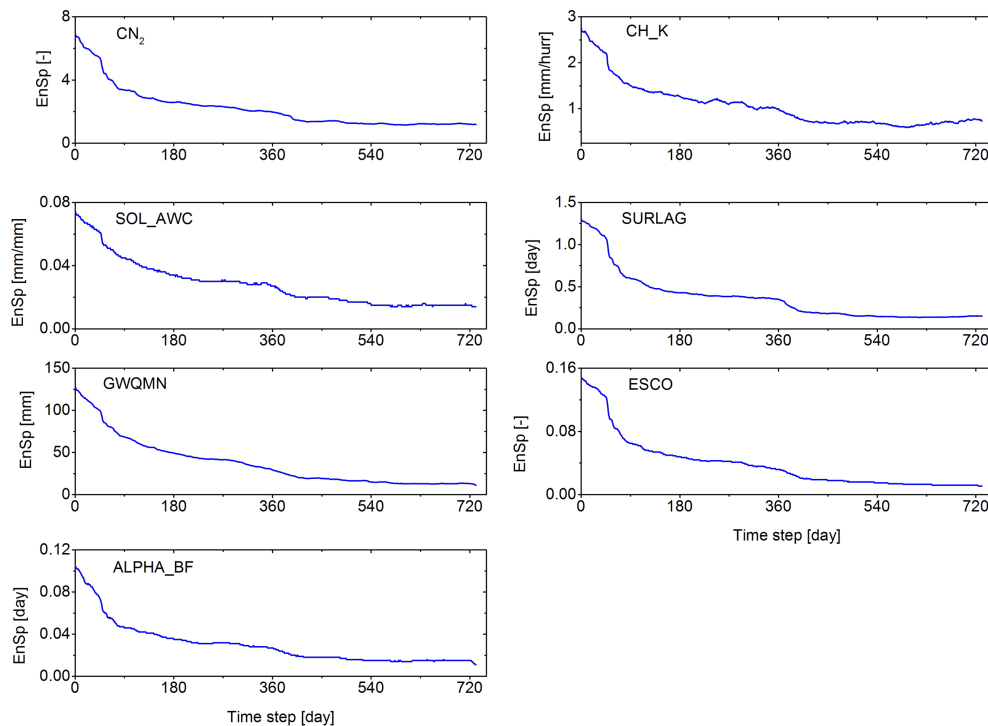 CN2
EnSp [-]
8
4
0
0 180 360 540 720
CH_K
EnSp [mm/hurr]
3
2
1
0
0 180 360 540 720
SOL_AWC
EnSp [mm/mm]
0.08
0.04
0.00
0 180 360 540 720
SURLAG
EnSp [day]
1.5
1.0
0.5
0.0
0 180 360 540 720
GWQMN
EnSp [mm]
150
100
50
0
0 180 360 540 720
ESCO
EnSp [-]
0.16
0.08
0.00
0 180 360 540 720
Time step [day]
ALPHA_BF
EnSp [day]
0.12
0.08
0.04
0.00
0 180 360 540 720
Time step [day]